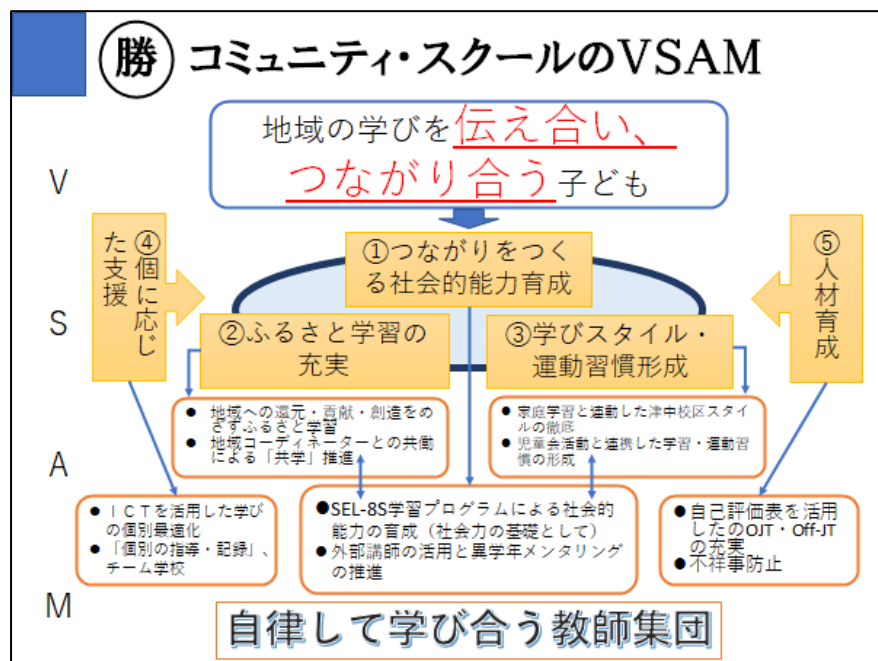 勝 コミュニティ・スクールのVSAM
地域の学びを伝え合い、
つながり合う子ども
V
④個に応じ
た支援
①つながりをつく
る社会的能力育成
⑤人材育成
S
②ふるさと学習の
充実
③学びスタイル・
運動習慣形成
● 地域への還元・貢献・創造をめ
ざすふるさと学習
● 地域コーディネーターとの共働
による「共学」推進
● 家庭学習と連動した津中校区スタイ
ルの徹底
● 児童会活動と連携した学習・運動習
慣の形成
A
● ＩＣＴを活用した学び
の個別最適化
● 「個別の指導・記録」、
チーム学校
●SEL-8S学習プログラムによる社会的
能力の育成（社会力の基礎として）
●外部講師の活用と異学年メンタリング
の推進
● 自己評価表を活用
したのOJT・Off-JT
の充実
● 不祥事防止
M
自律して学び合う教師集団